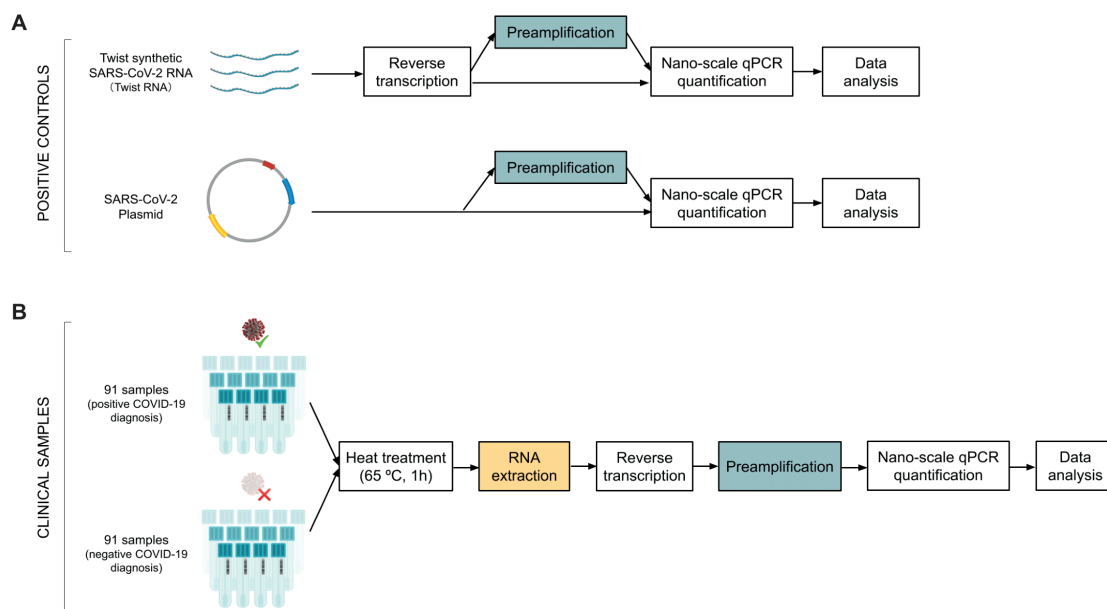 A
POSITIVE CONTROLS
Twist synthetic
SARS-CoV-2 RNA
(Twist RNA)
Reverse
transcription
Preamplification
Nano-scale qPCR
quantification
Data
analysis
SARS-CoV-2
Plasmid
Preamplification
Nano-scale qPCR
quantification
Data
analysis
B
CLINICAL SAMPLES
91 samples
(positive COVID-19
diagnosis)
91 samples
(negative COVID-19
diagnosis)
Heat treatment
(65 ºC, 1h)
RNA
extraction
Reverse
transcription
Preamplification
Nano-scale qPCR
quantification
Data
analysis